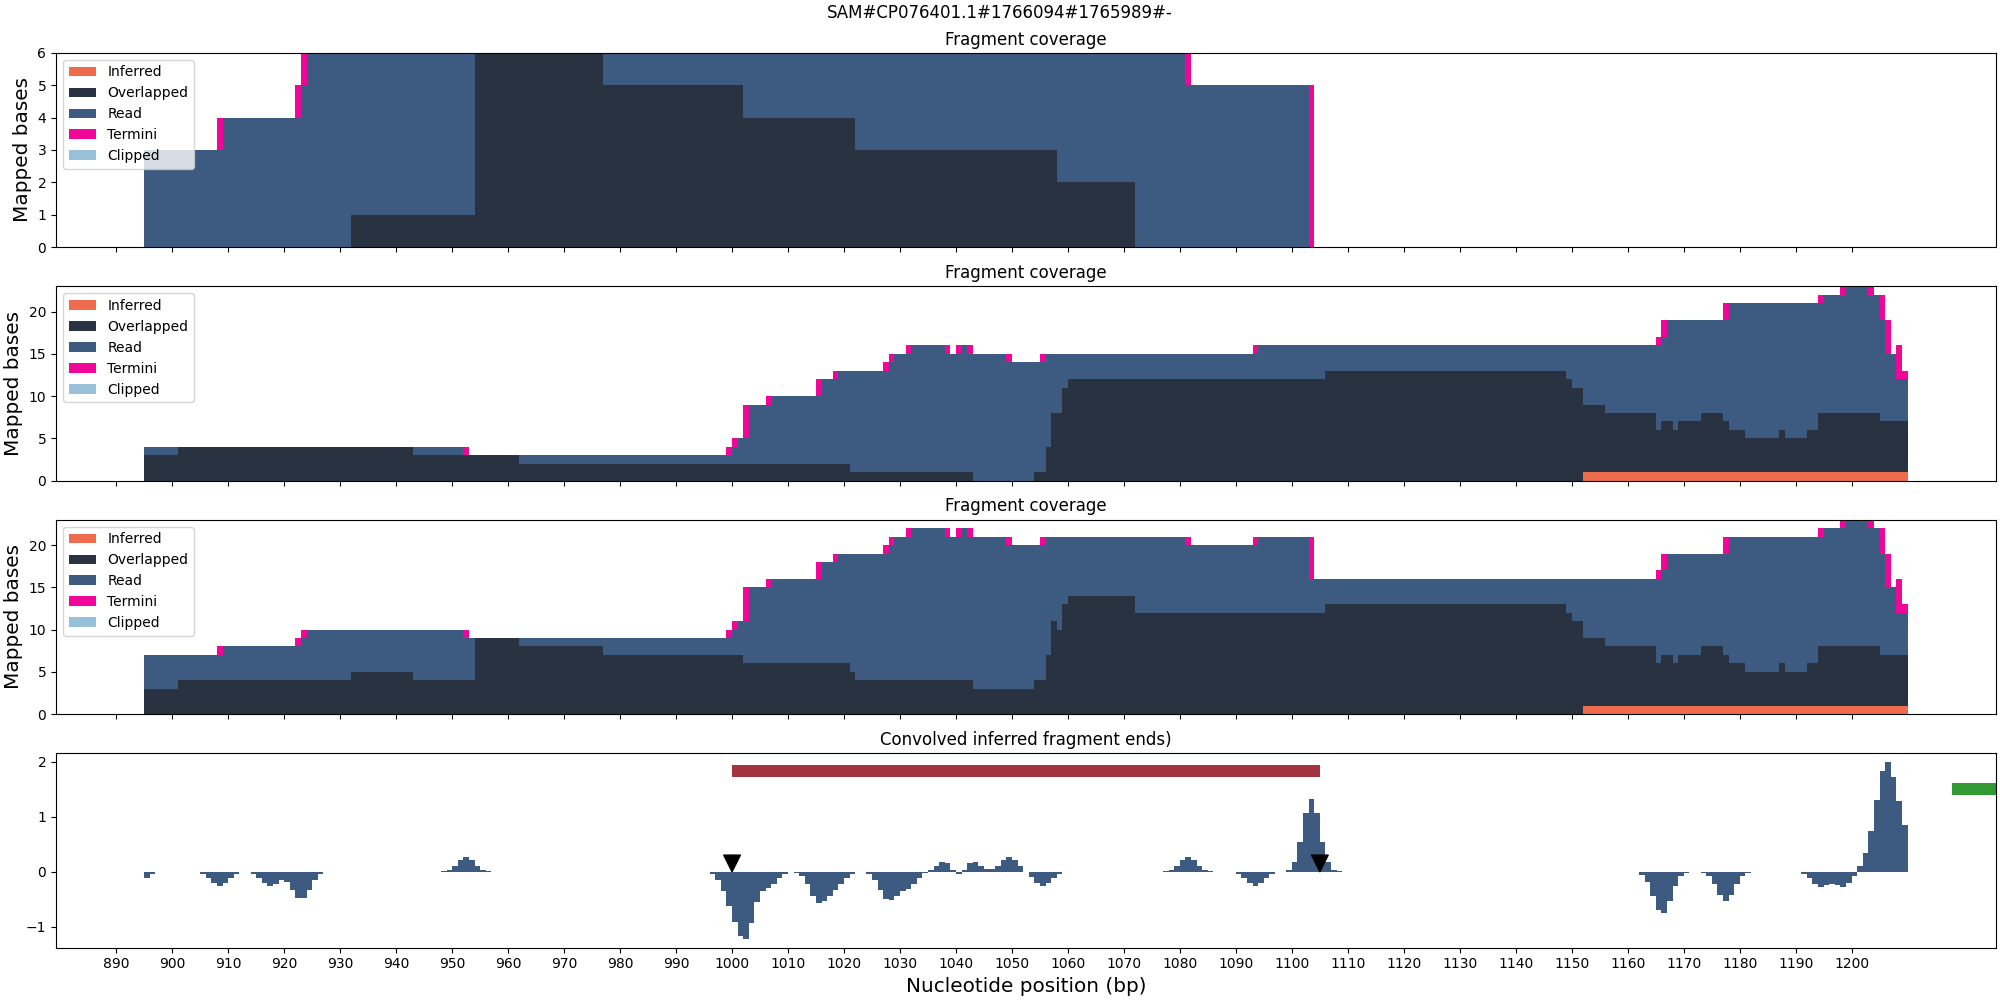 SAM#CP076401.1#1766094#1765989#-
Fragment coverage
Mapped bases
6
5
4
3
2
1
0
Inferred
Overlapped
Read
Termini
Clipped
Fragment coverage
Mapped bases
20
15
10
5
0
Inferred
Overlapped
Read
Termini
Clipped
Fragment coverage
Mapped bases
20
15
10
5
0
Inferred
Overlapped
Read
Termini
Clipped
Convolved inferred fragment ends)
2
1
0
−1
890 900 910 920 930 940 950 960 970 980 990 1000 1010 1020 1030 1040 1050 1060 1070 1080 1090 1100 1110 1120 1130 1140 1150 1160 1170 1180 1190 1200
Nucleotide position (bp)